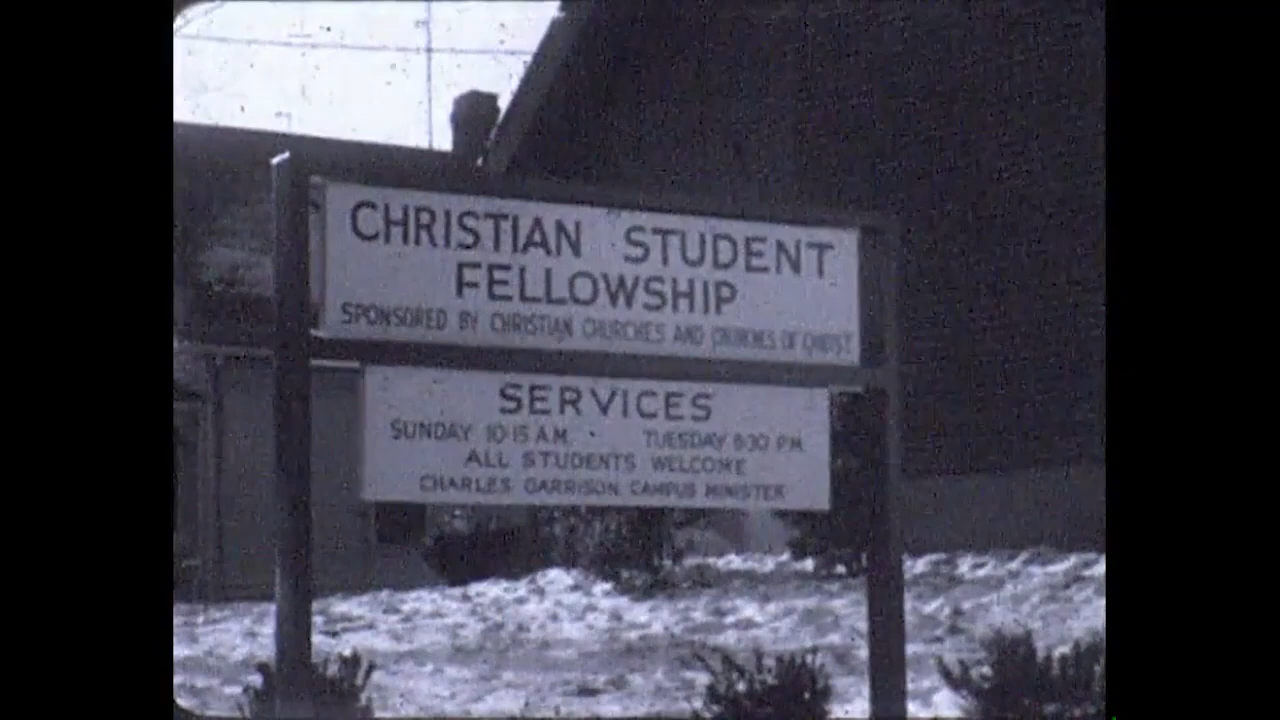 CHRISTIAN STUDENT
FELLOWSHIP
SPONSORED BY CHRISTIAN CHURCHES AND CHURCHES OF CHRIST
SERVICES
SUNDAY 10:15 A.M. · TUESDAY 6:30 P.M.
ALL STUDENTS WELCOME
CHARLES GARRISON CAMPUS MINISTER